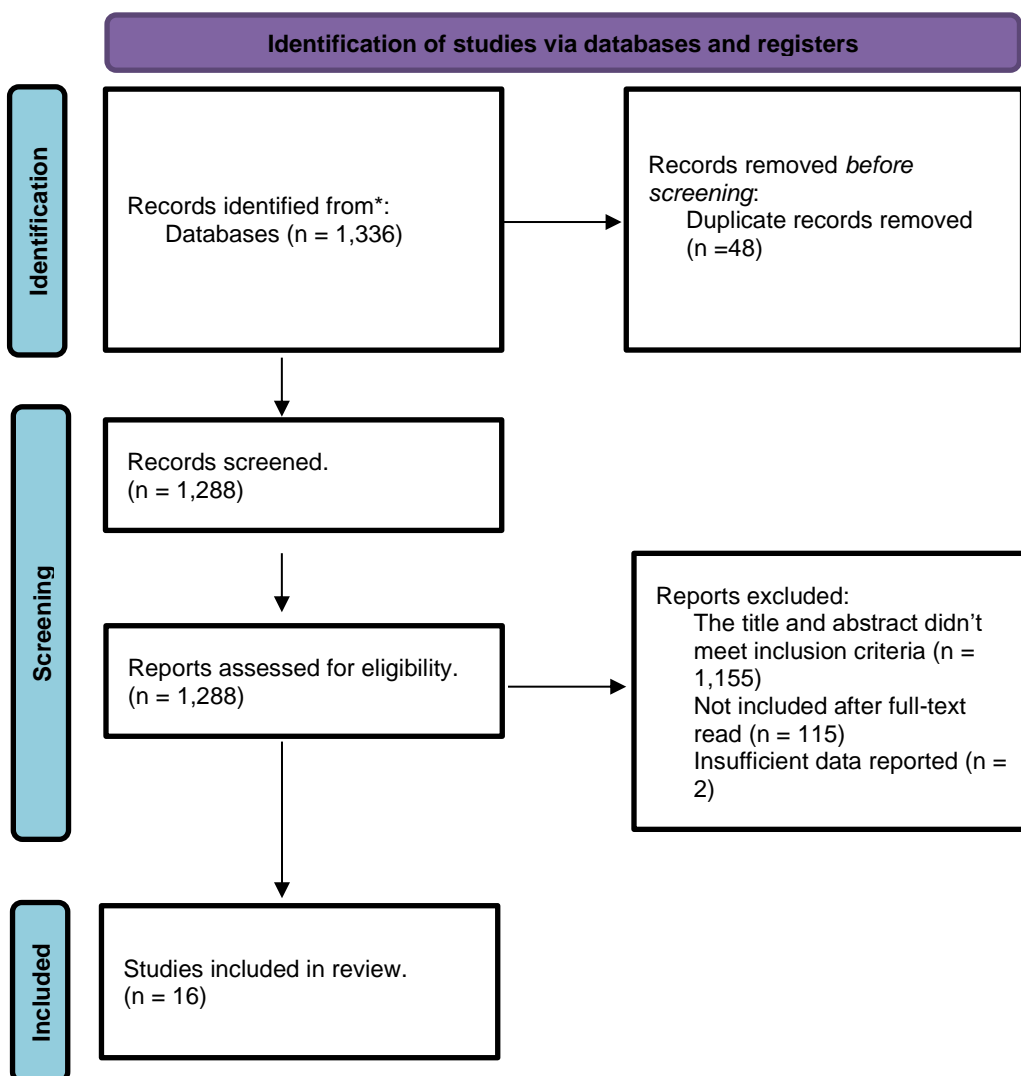 Identification of studies via databases and registers
Identification
Records identified from*:
Databases (n = 1,336)
Records removed before
screening:
Duplicate records removed
(n =48)
Screening
Records screened.
(n = 1,288)
Reports assessed for eligibility.
(n = 1,288)
Reports excluded:
The title and abstract didn’t
meet inclusion criteria (n =
1,155)
Not included after full-text
read (n = 115)
Insufficient data reported (n =
2)
Included
Studies included in review.
(n = 16)